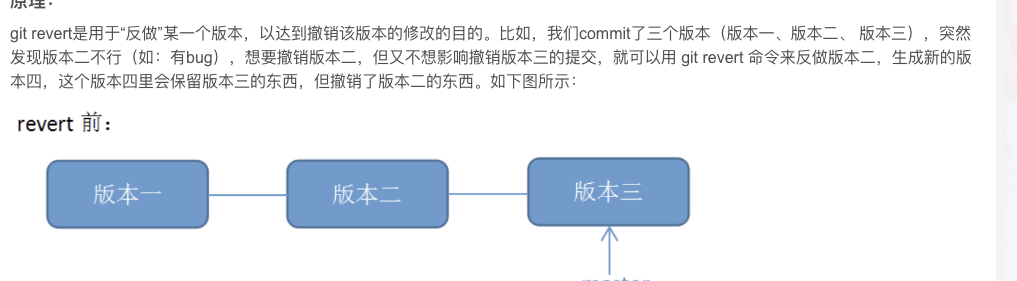 原理：
git revert是用于“反做”某一个版本，以达到撤销该版本的修改的目的。比如，我们commit了三个版本（版本一、版本二、 版本三），突然
发现版本二不行（如：有bug），想要撤销版本二，但又不想影响撤销版本三的提交，就可以用 git revert 命令来反做版本二，生成新的版
本四，这个版本四里会保留版本三的东西，但撤销了版本二的东西。如下图所示：
revert 前：
版本一
版本二
版本三